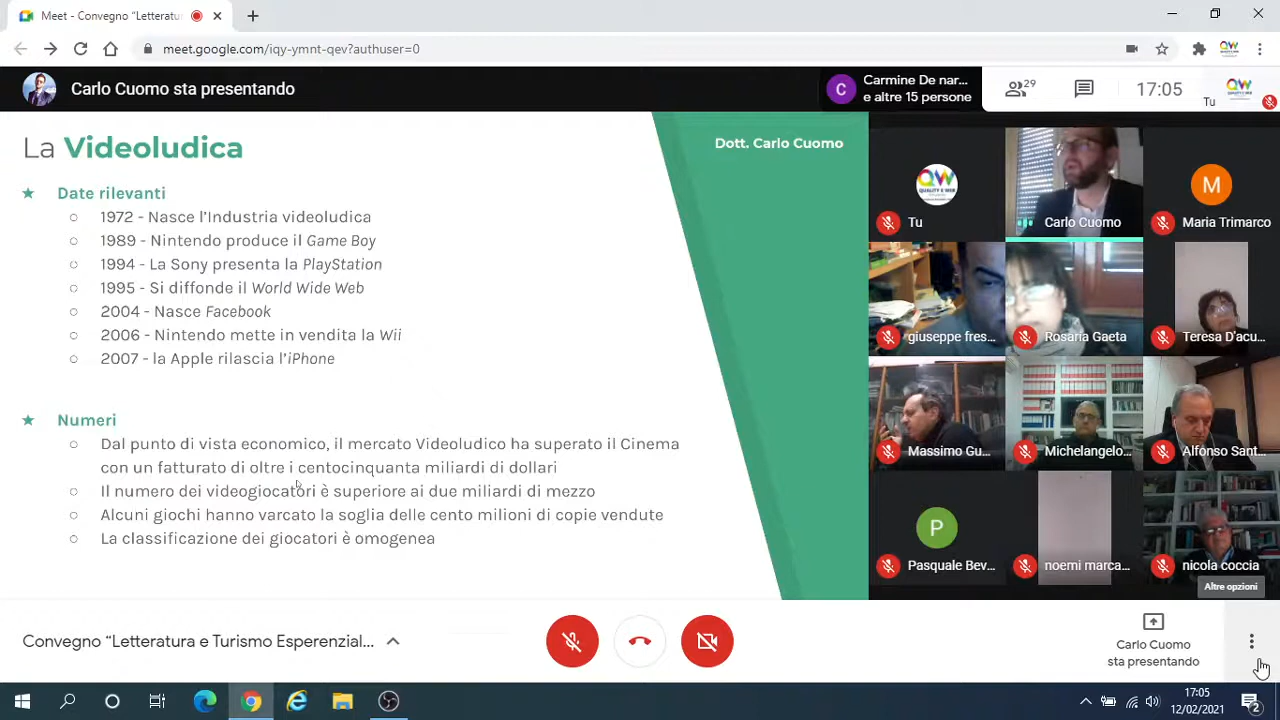 Meet - Convegno "Letteratu
meet.google.com/iqy-ymnt-qev?authuser=0
Carlo Cuomo sta presentando
C
Carmine De nar...
e altre 15 persone
29
17:05
Tu
QUALITY E WEB
La Videoludica
Dott. Carlo Cuomo
Date rilevanti
1972 - Nasce l'Industria videoludica
1989 - Nintendo produce il Game Boy
1994 - La Sony presenta la PlayStation
1995 - Si diffonde il World Wide Web
2004 - Nasce Facebook
2006 - Nintendo mette in vendita la Wii
2007 - la Apple rilascia l'iPhone
Numeri
Dal punto di vista economico, il mercato Videoludico ha superato il Cinema
con un fatturato di oltre i centocinquanta miliardi di dollari
Il numero dei videogiocatori è superiore ai due miliardi di mezzo
Alcuni giochi hanno varcato la soglia delle cento milioni di copie vendute
La classificazione dei giocatori è omogenea
QW
QUALITY E WEB
Tu
Carlo Cuomo
M
Maria Trimarco
giuseppe fres...
Rosaria Gaeta
Teresa D'acu...
Massimo Gu...
Michelangelo...
Alfonso Sant...
P
Pasquale Bev...
noemi marca...
nicola coccia
Altre opzioni
Convegno "Letteratura e Turismo Esperenzial...
Carlo Cuomo
sta presentando
17:05
12/02/2021
2